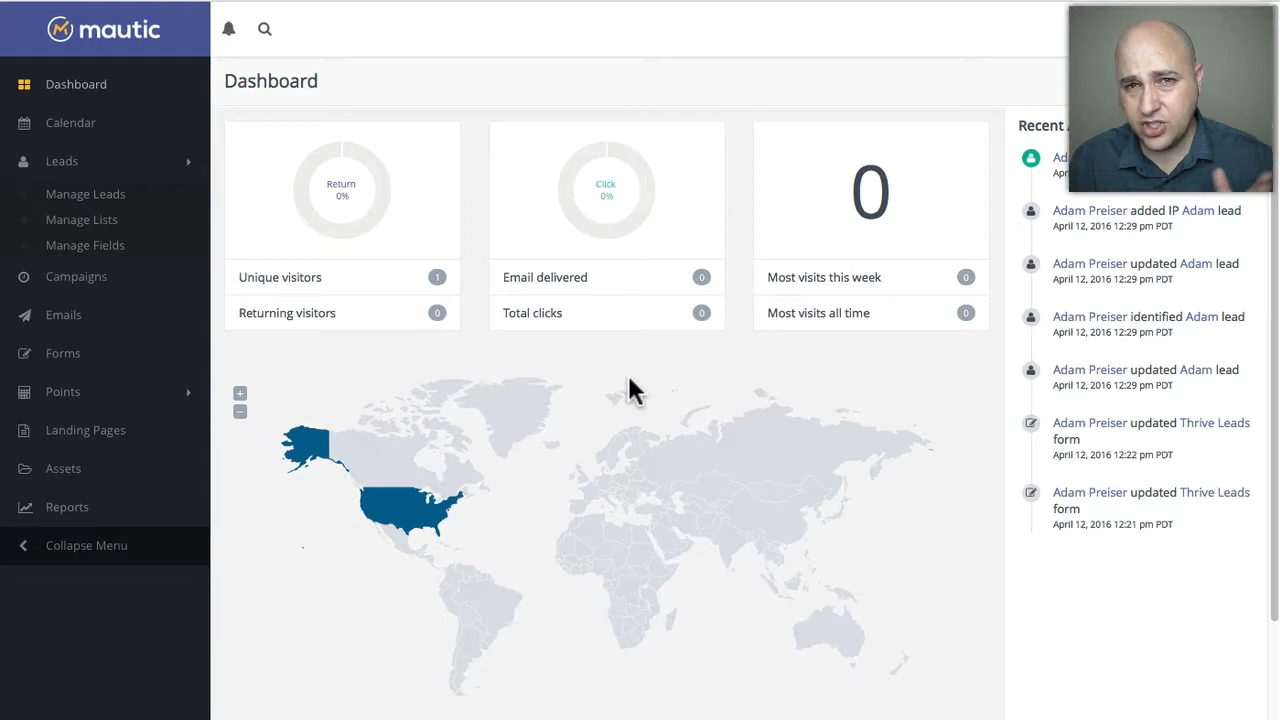 mautic
Dashboard
Calendar
Leads
Manage Leads
Manage Lists
Manage Fields
Campaigns
Emails
Forms
Points
Landing Pages
Assets
Reports
Collapse Menu
Dashboard
Return
0%
Unique visitors 1
Returning visitors 0
Click
0%
Email delivered 0
Total clicks 0
0
Most visits this week 0
Most visits all time 0
+
−
Recent
Adam Preiser added IP Adam lead
April 12, 2016 12:29 pm PDT
Adam Preiser updated Adam lead
April 12, 2016 12:29 pm PDT
Adam Preiser identified Adam lead
April 12, 2016 12:29 pm PDT
Adam Preiser updated Adam lead
April 12, 2016 12:29 pm PDT
Adam Preiser updated Thrive Leads
form
April 12, 2016 12:22 pm PDT
Adam Preiser updated Thrive Leads
form
April 12, 2016 12:21 pm PDT